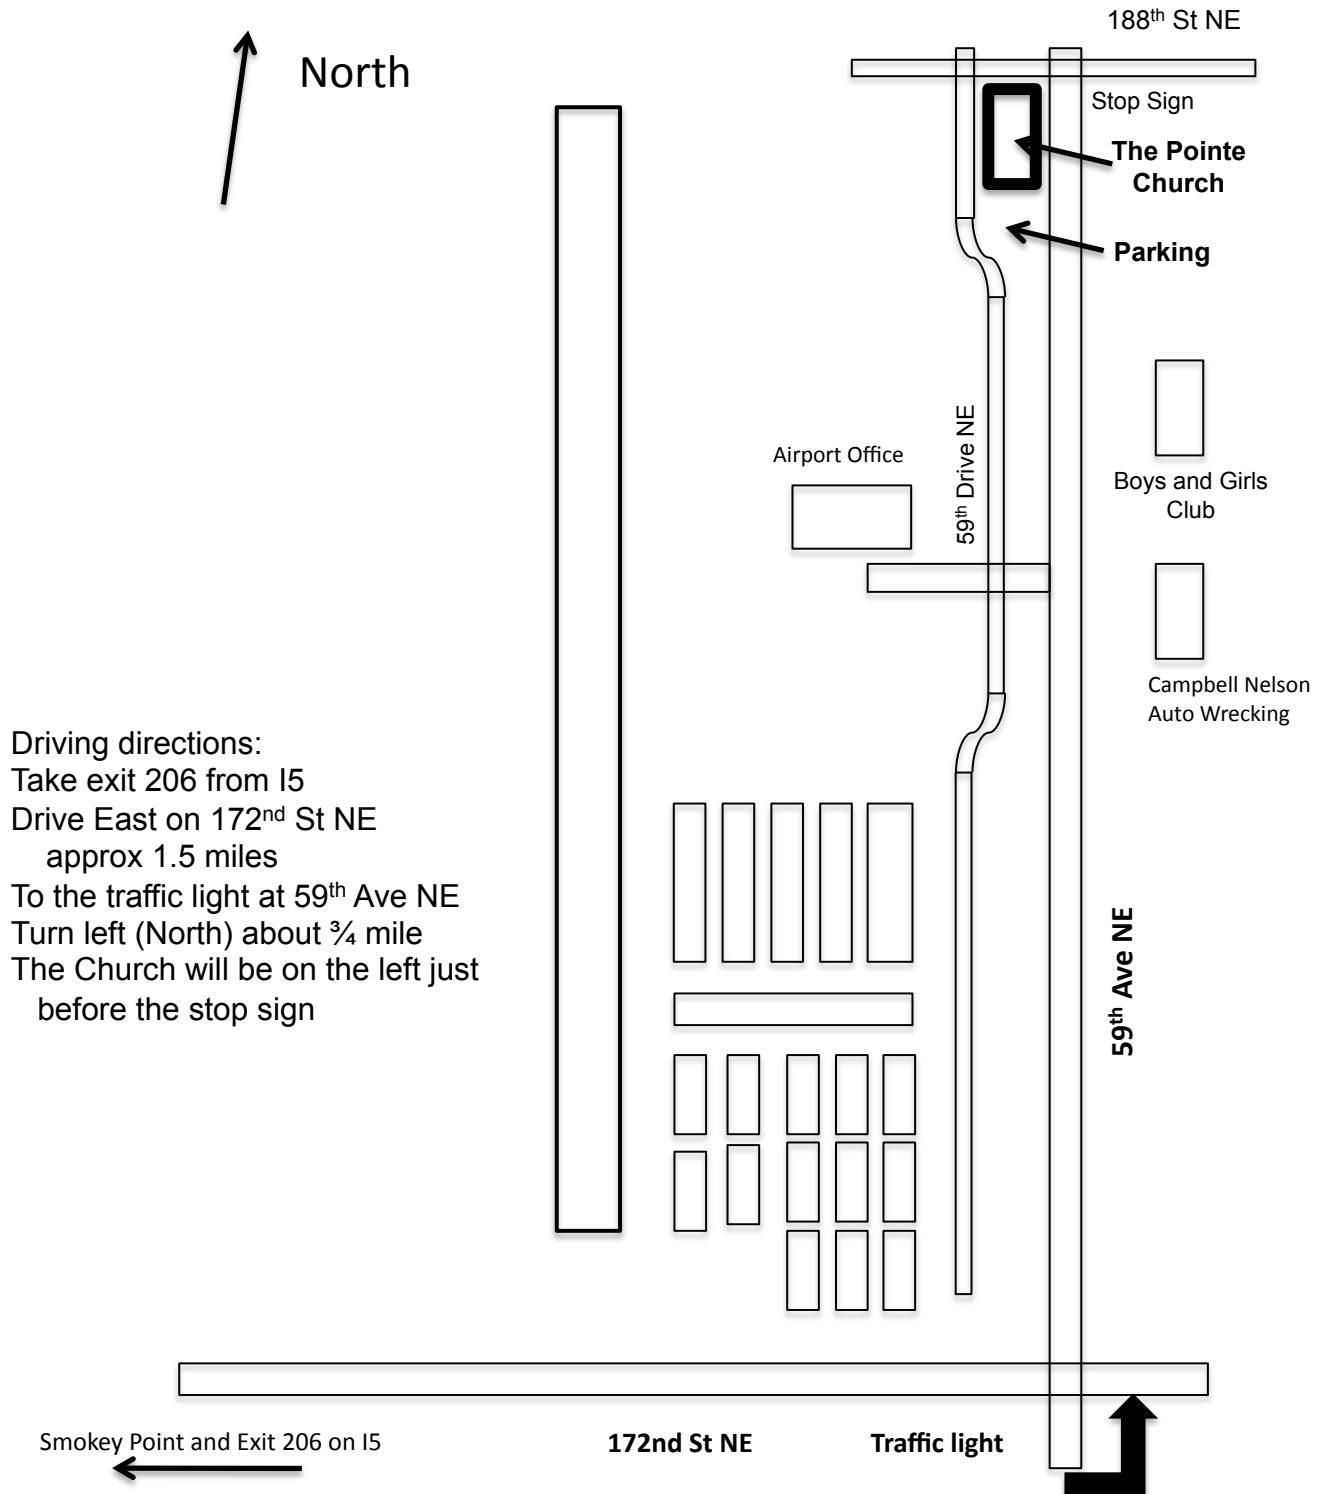 188th St NE
North
Stop Sign
The Pointe
Church
Parking
59th Drive NE
Airport Office
Boys and Girls
Club
Campbell Nelson
Auto Wrecking
Driving directions:
Take exit 206 from I5
Drive East on 172nd St NE
approx 1.5 miles
To the traffic light at 59th Ave NE
Turn left (North) about ¾ mile
The Church will be on the left just
before the stop sign
59th Ave NE
Smokey Point and Exit 206 on I5
172nd St NE
Traffic light